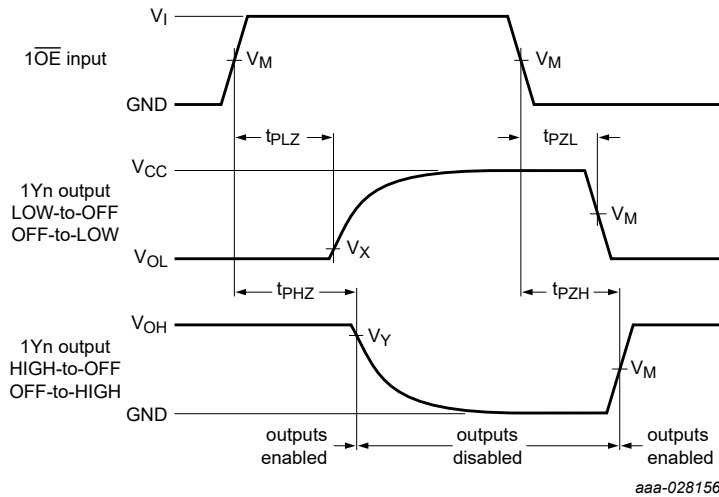 V_I
1O̅E̅ input
V_M
V_M
GND
t_PLZ
t_PZL
V_CC
1Yn output
LOW-to-OFF
OFF-to-LOW
V_M
V_X
V_OL
t_PHZ
t_PZH
V_OH
V_Y
1Yn output
HIGH-to-OFF
OFF-to-HIGH
V_M
GND
outputs
enabled
outputs
disabled
outputs
enabled
aaa-028156